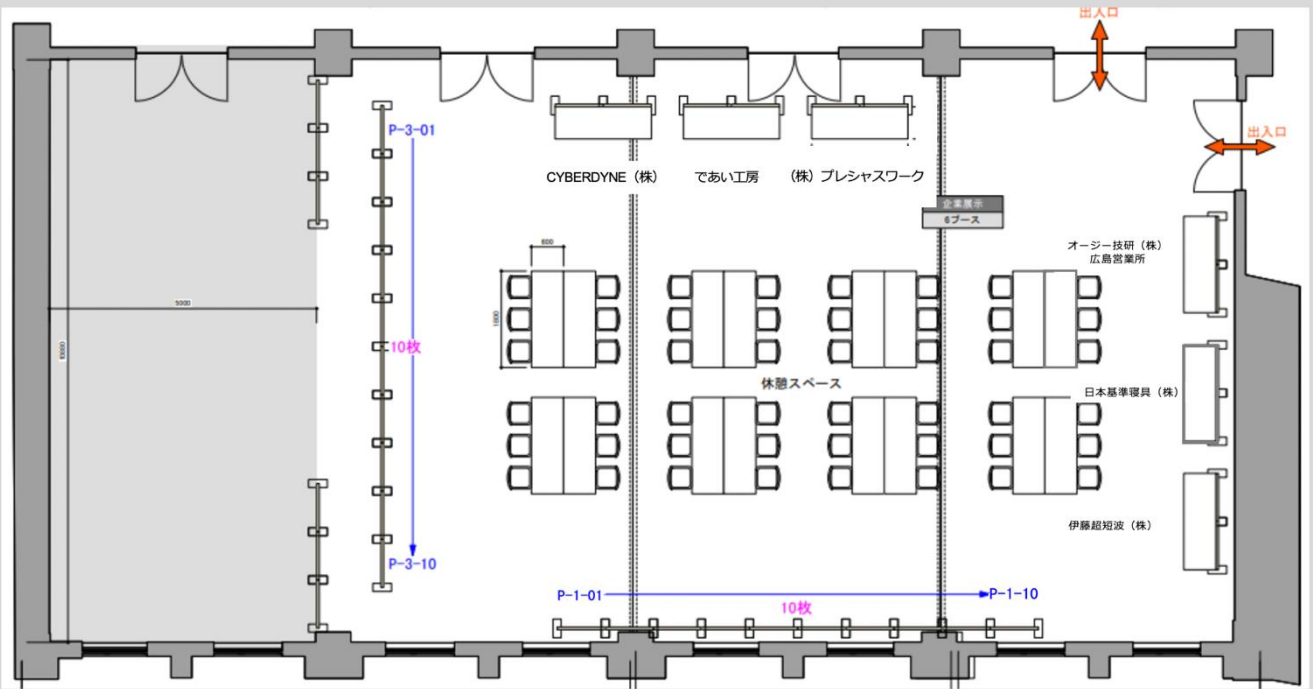 出入口
P-3-01
出入口
CYBERDYNE（株）
であい工房
（株）プレシャスワーク
企業展示
6ブース
オージー技研（株）
広島営業所
600
5000
1800
10000
10枚
休憩スペース
日本基準寝具（株）
伊藤超短波（株）
P-3-10
P-1-01
P-1-10
10枚